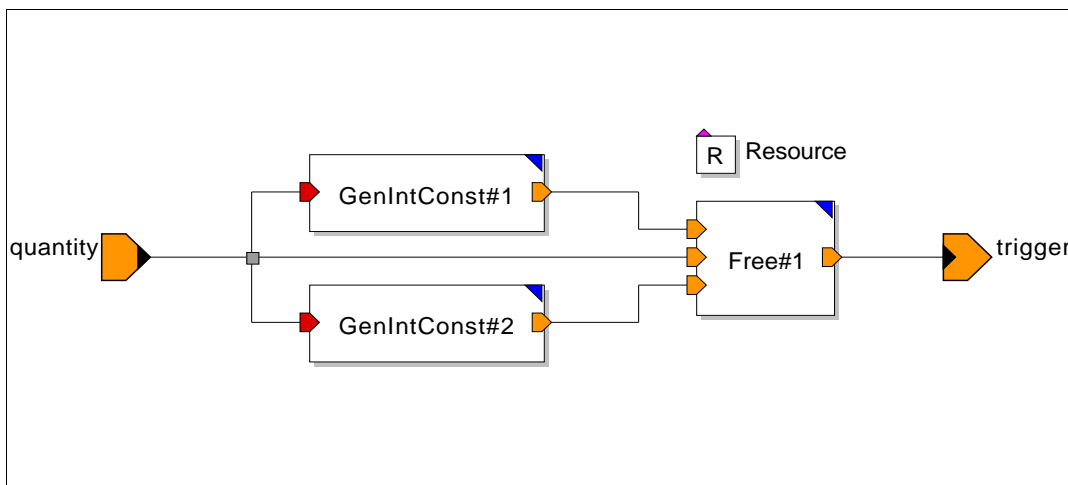 R Resource
GenIntConst#1
quantity
Free#1
trigger
GenIntConst#2